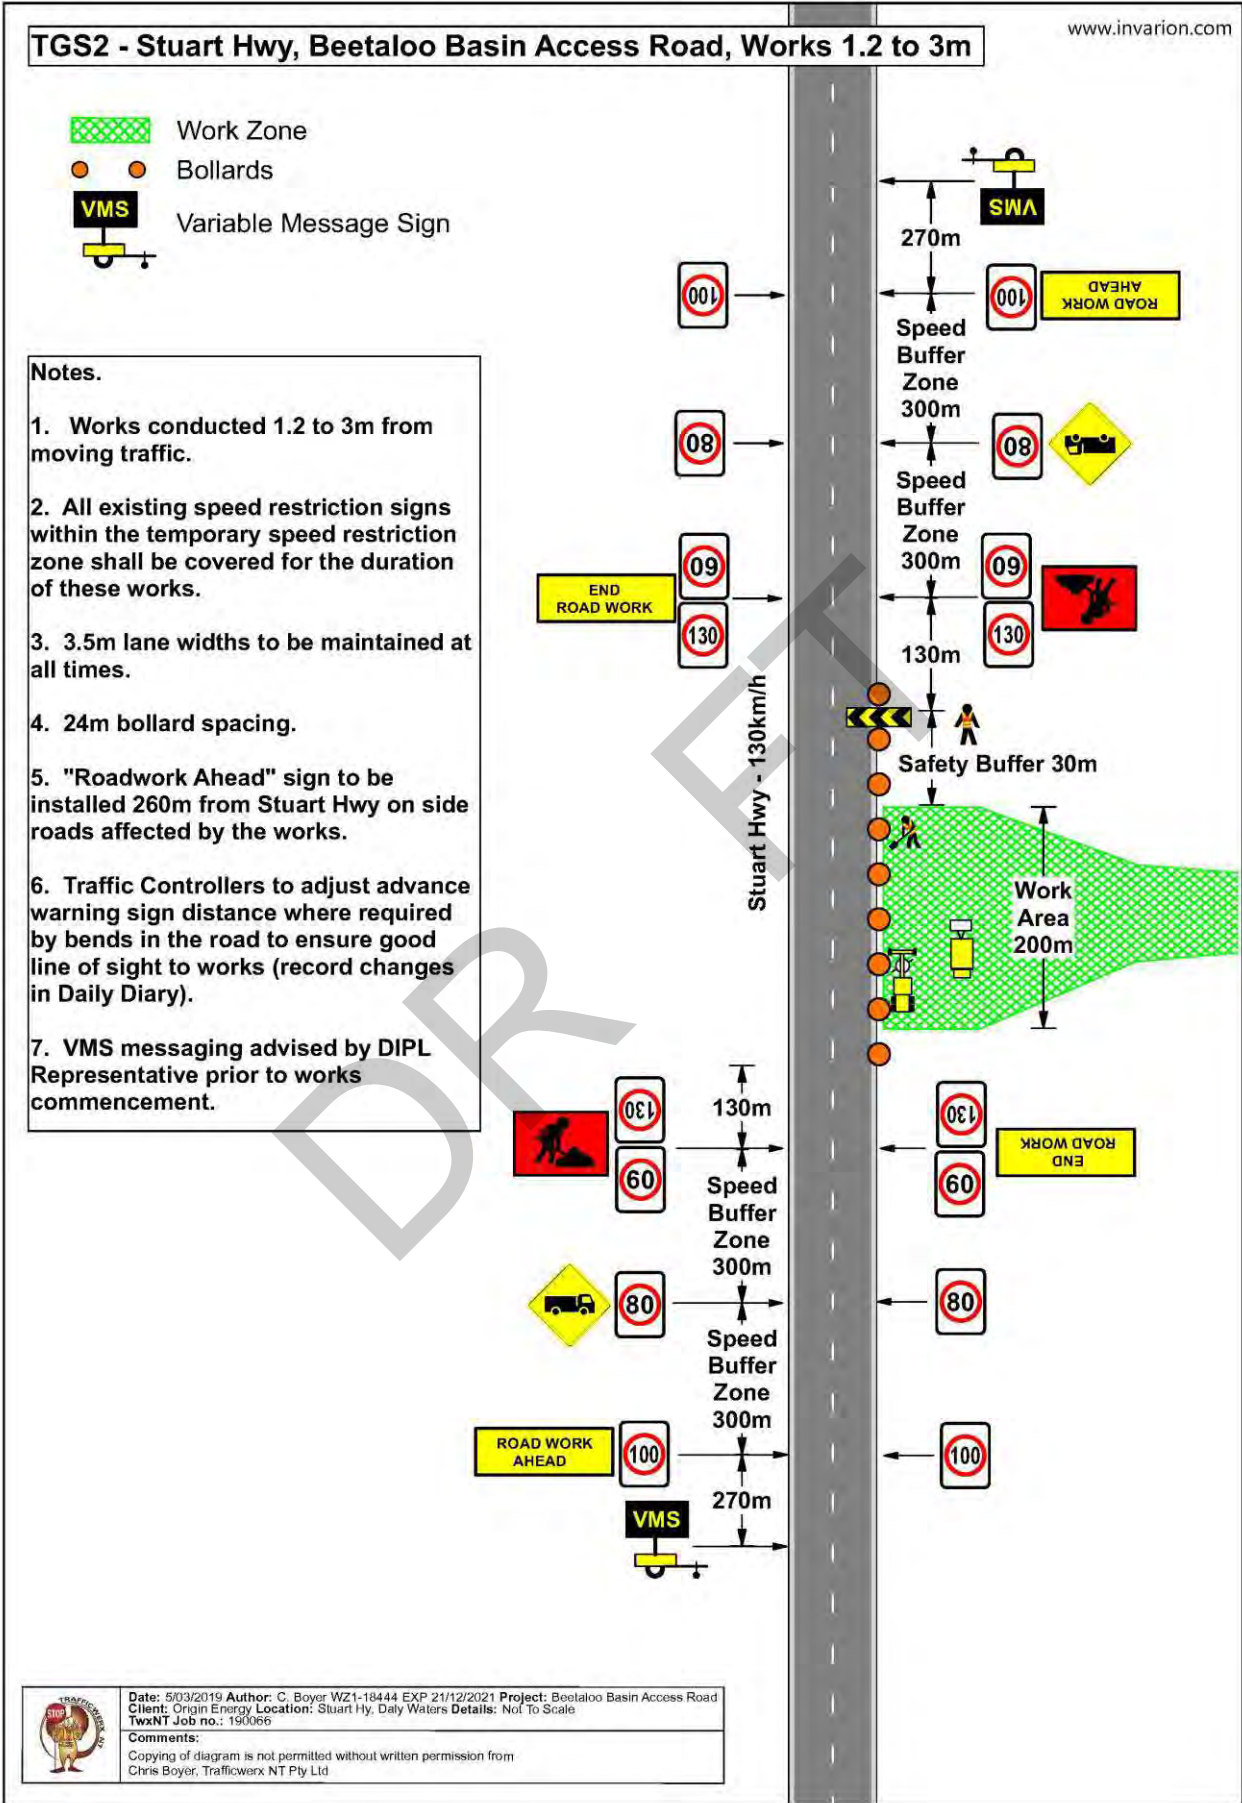 TGS2 - Stuart Hwy, Beetaloo Basin Access Road, Works 1.2 to 3m
www.invarion.com
Work Zone
Bollards
VMS
Variable Message Sign
VMS
270m
100
100
ROAD WORK
AHEAD
Speed
Buffer
Zone
300m
80
80
Speed
Buffer
Zone
300m
60
60
END
ROAD WORK
130
130
130m
Notes.
1. Works conducted 1.2 to 3m from
moving traffic.
2. All existing speed restriction signs
within the temporary speed restriction
zone shall be covered for the duration
of these works.
3. 3.5m lane widths to be maintained at
all times.
4. 24m bollard spacing.
5. "Roadwork Ahead" sign to be
installed 260m from Stuart Hwy on side
roads affected by the works.
6. Traffic Controllers to adjust advance
warning sign distance where required
by bends in the road to ensure good
line of sight to works (record changes
in Daily Diary).
7. VMS messaging advised by DIPL
Representative prior to works
commencement.
Stuart Hwy - 130km/h
Safety Buffer 30m
Work
Area
200m
DRAFT
130
130m
130
60
END
ROAD WORK
60
Speed
Buffer
Zone
300m
80
80
Speed
Buffer
Zone
300m
ROAD WORK
AHEAD
100
100
270m
VMS
TRAFFICWERX NT
STOP
Date: 5/03/2019 Author: C. Boyer WZ1-18444 EXP 21/12/2021 Project: Beetaloo Basin Access Road
Client: Origin Energy Location: Stuart Hy, Daly Waters Details: Not To Scale
TwxNT Job no.: 190066
Comments:
Copying of diagram is not permitted without written permission from
Chris Boyer, Trafficwerx NT Pty Ltd